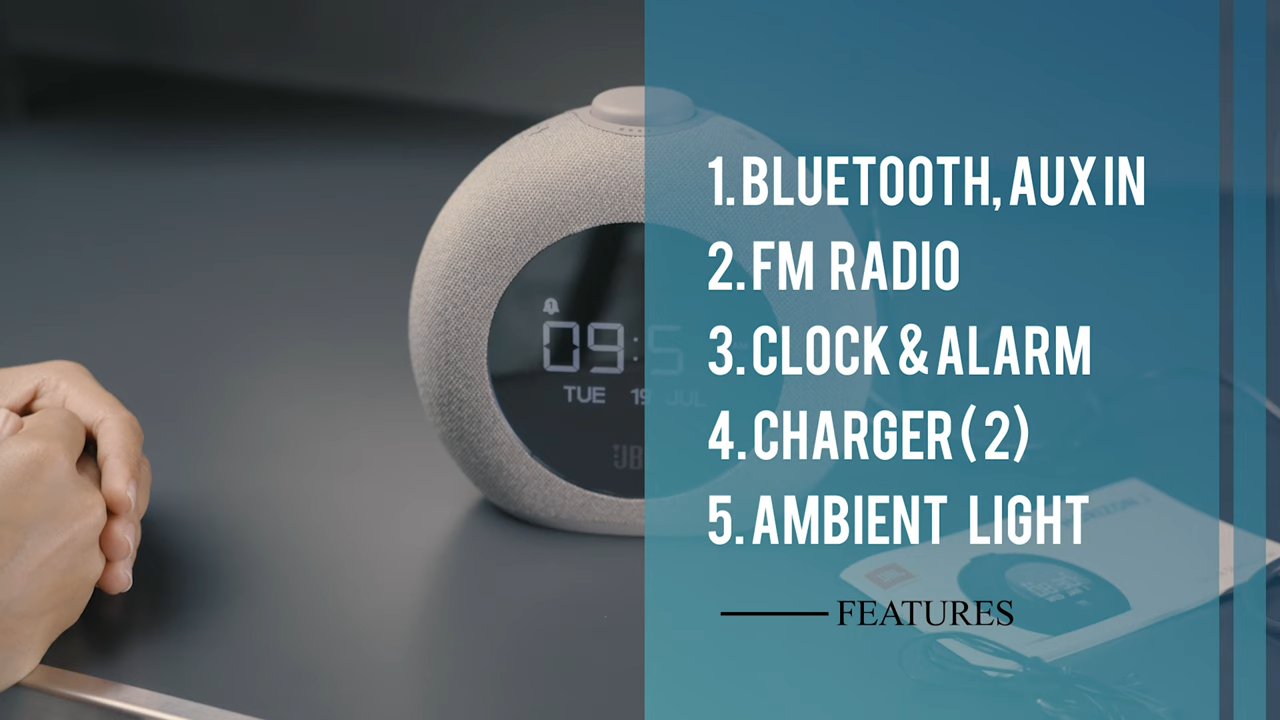 1. BLUETOOTH, AUX IN
2. FM RADIO
3. CLOCK & ALARM
4. CHARGER ( 2 )
5. AMBIENT LIGHT
FEATURES
09:5
TUE 19 JUL
JB